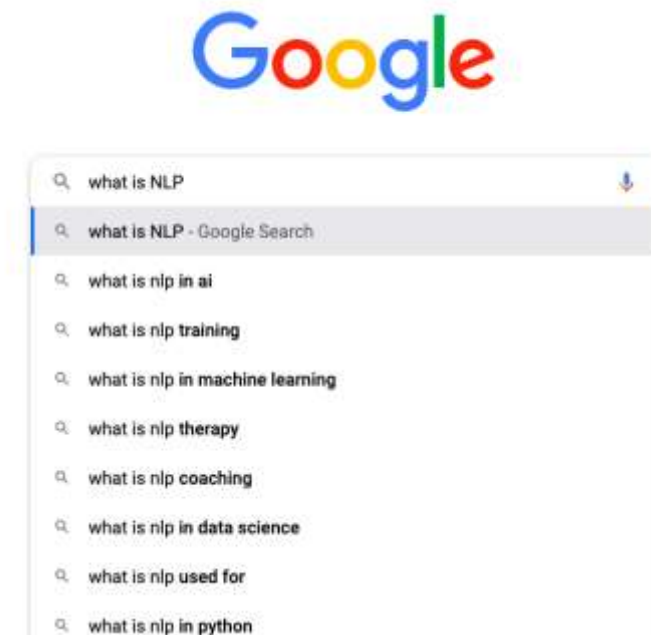 Google
what is NLP
what is NLP - Google Search
what is nlp in ai
what is nlp training
what is nlp in machine learning
what is nlp therapy
what is nlp coaching
what is nlp in data science
what is nlp used for
what is nlp in python